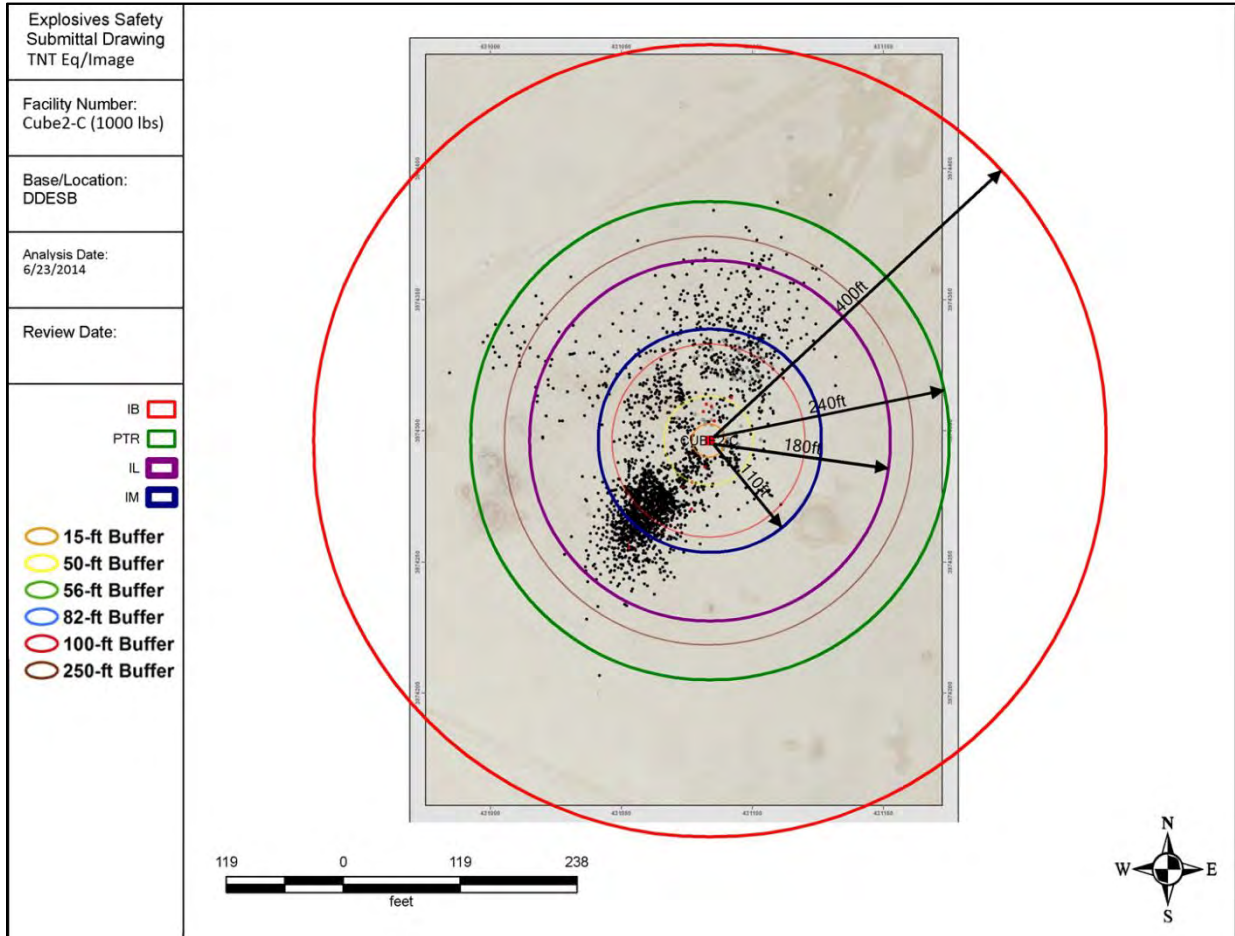 Explosives Safety
Submittal Drawing
TNT Eq/Image
Facility Number:
Cube2-C (1000 lbs)
Base/Location:
DDESB
Analysis Date:
6/23/2014
Review Date:
IB
PTR
IL
IM
15-ft Buffer
50-ft Buffer
56-ft Buffer
82-ft Buffer
100-ft Buffer
250-ft Buffer
400ft
240ft
180ft
110ft
CUBE2-C
119 0 119 238
feet
N
W E
S